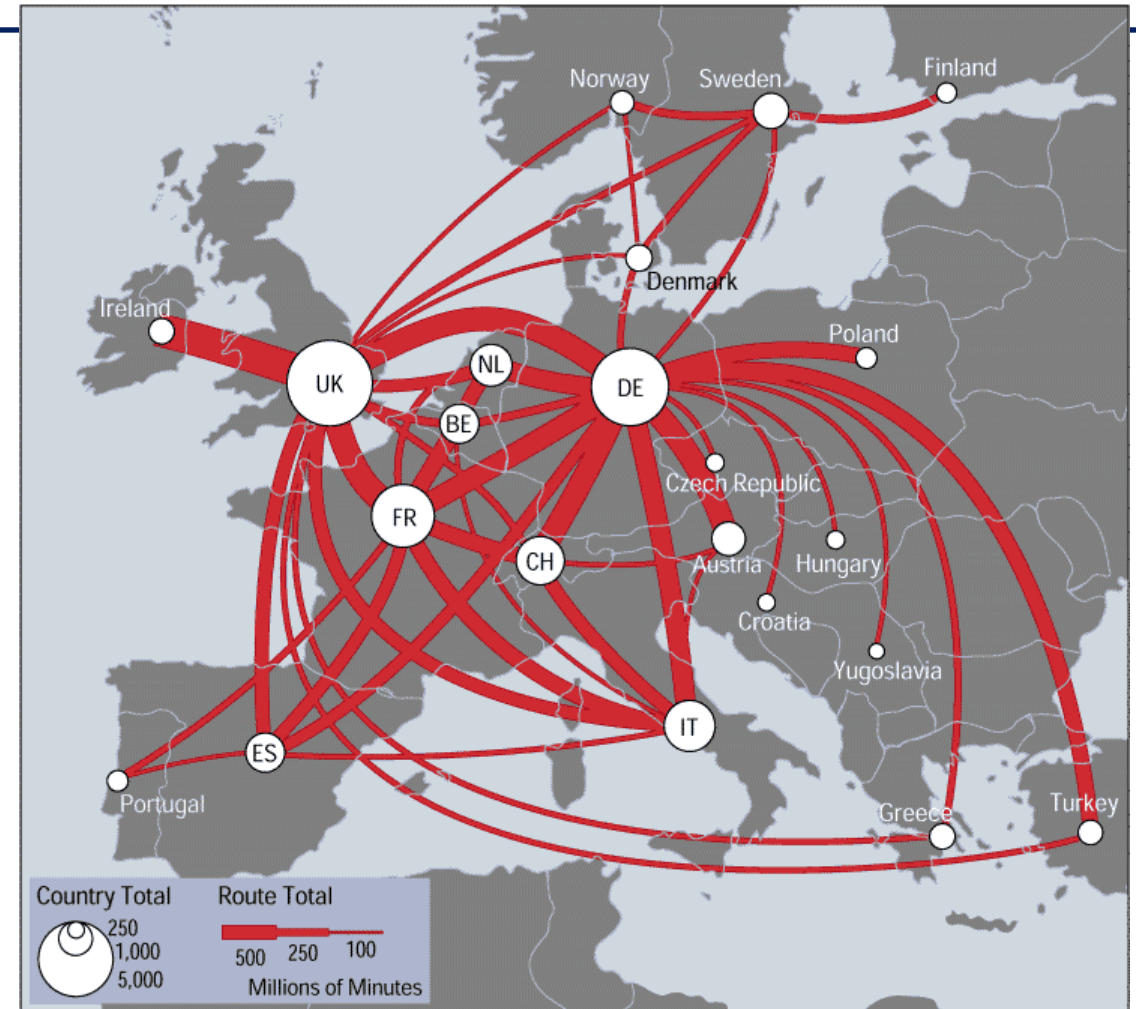 Norway
Sweden
Finland
Denmark
Ireland
Poland
UK
NL
DE
BE
Czech Republic
FR
CH
Austria
Hungary
Croatia
Yugoslavia
IT
ES
Portugal
Greece
Turkey
Country Total
250
1,000
5,000
Route Total
500 250 100
Millions of Minutes